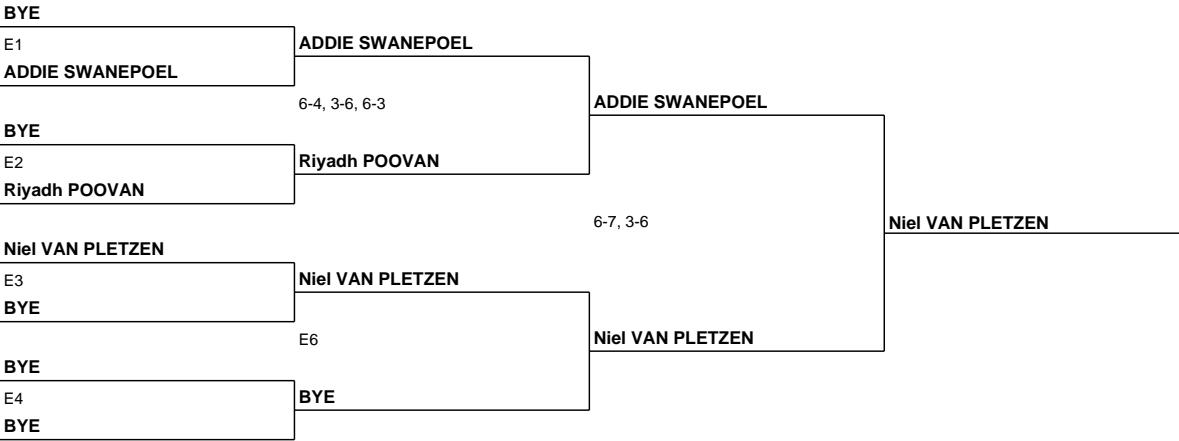 BYE
E1
ADDIE SWANEPOEL
ADDIE SWANEPOEL
6-4, 3-6, 6-3
ADDIE SWANEPOEL
BYE
E2
Riyadh POOVAN
Riyadh POOVAN
6-7, 3-6
Niel VAN PLETZEN
Niel VAN PLETZEN
E3
Niel VAN PLETZEN
BYE
E6
Niel VAN PLETZEN
BYE
E4
BYE
BYE